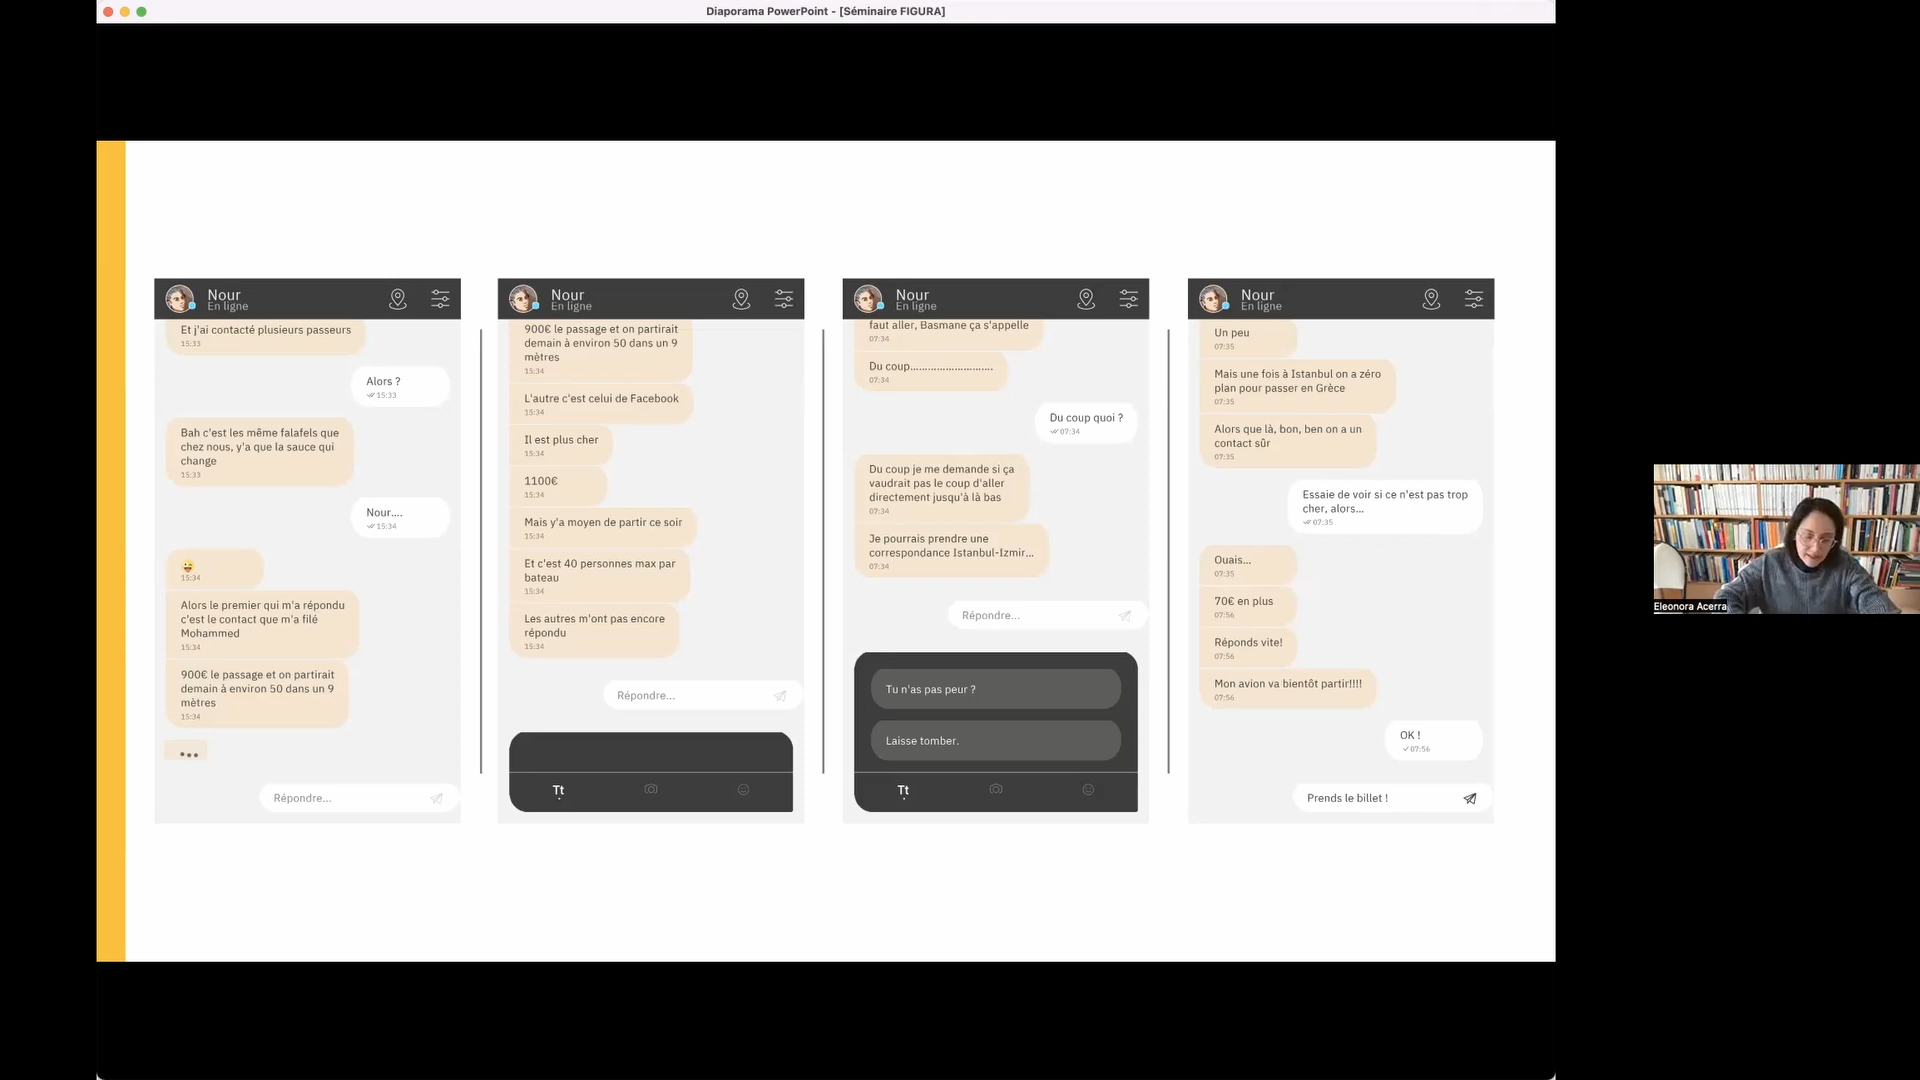 Diaporama PowerPoint - [Séminaire FIGURA]
Nour
En ligne
Et j'ai contacté plusieurs passeurs
15:33
Alors ?
15:33
Bah c'est les même falafels que
chez nous, y'a que la sauce qui
change
15:33
Nour....
15:34
15:34
Alors le premier qui m'a répondu
c'est le contact que m'a filé
Mohammed
15:34
900€ le passage et on partirait
demain à environ 50 dans un 9
mètres
15:34
Répondre...
Nour
En ligne
900€ le passage et on partirait
demain à environ 50 dans un 9
mètres
15:34
L'autre c'est celui de Facebook
15:34
Il est plus cher
15:34
1100€
15:34
Mais y'a moyen de partir ce soir
15:34
Et c'est 40 personnes max par
bateau
15:34
Les autres m'ont pas encore
répondu
15:34
Répondre...
Tt
Nour
En ligne
faut aller, Basmane ça s'appelle
07:34
Du coup...........................
07:34
Du coup quoi ?
07:34
Du coup je me demande si ça
vaudrait pas le coup d'aller
directement jusqu'à là bas
07:34
Je pourrais prendre une
correspondance Istanbul-Izmir...
07:34
Répondre...
Tu n'as pas peur ?
Laisse tomber.
Tt
Nour
En ligne
Un peu
07:35
Mais une fois à Istanbul on a zéro
plan pour passer en Grèce
07:35
Alors que là, bon, ben on a un
contact sûr
07:35
Essaie de voir si ce n'est pas trop
cher, alors...
07:35
Ouais...
07:35
70€ en plus
07:56
Réponds vite!
07:56
Mon avion va bientôt partir!!!!
07:56
OK !
07:56
Prends le billet !
Eleonora Acerra